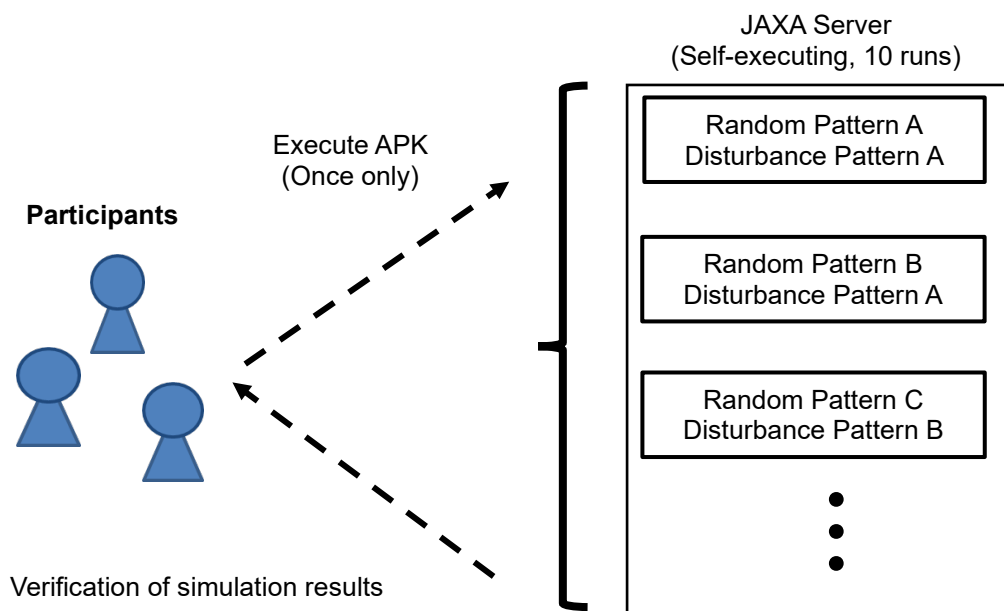 JAXA Server
(Self-executing, 10 runs)
Execute APK
(Once only)
Participants
Random Pattern A
Disturbance Pattern A
Random Pattern B
Disturbance Pattern A
Random Pattern C
Disturbance Pattern B
Verification of simulation results